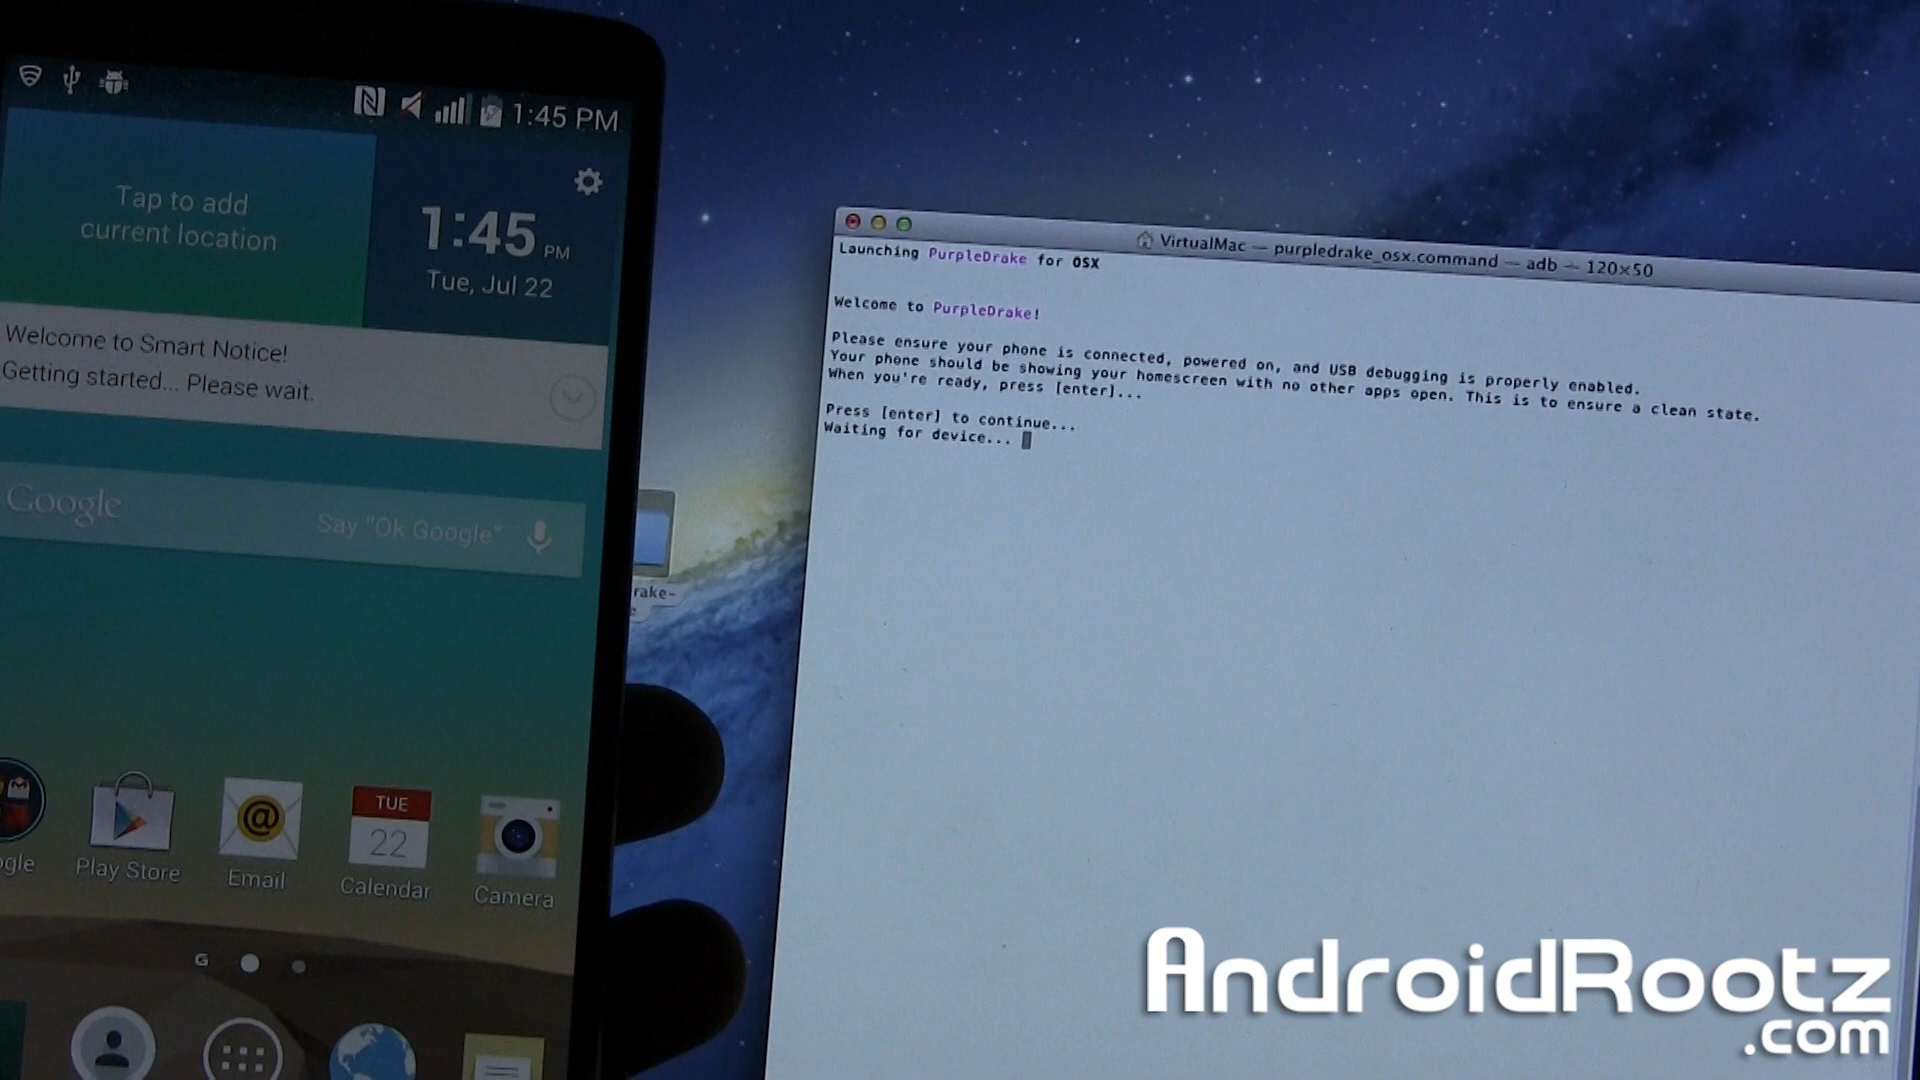 1:45 PM
Tap to add
current location
1:45 PM
Tue, Jul 22
Welcome to Smart Notice!
Getting started... Please wait.
Google
Say "Ok Google"
ogle
Play Store
@
Email
TUE
22
Calendar
Camera
G
rake-
e
VirtualMac — purpledrake_osx.command — adb — 120×50
Launching PurpleDrake for OSX
Welcome to PurpleDrake!
Please ensure your phone is connected, powered on, and USB debugging is properly enabled.
Your phone should be showing your homescreen with no other apps open. This is to ensure a clean state.
When you're ready, press [enter]...
Press [enter] to continue...
Waiting for device...
AndroidRootz
.com